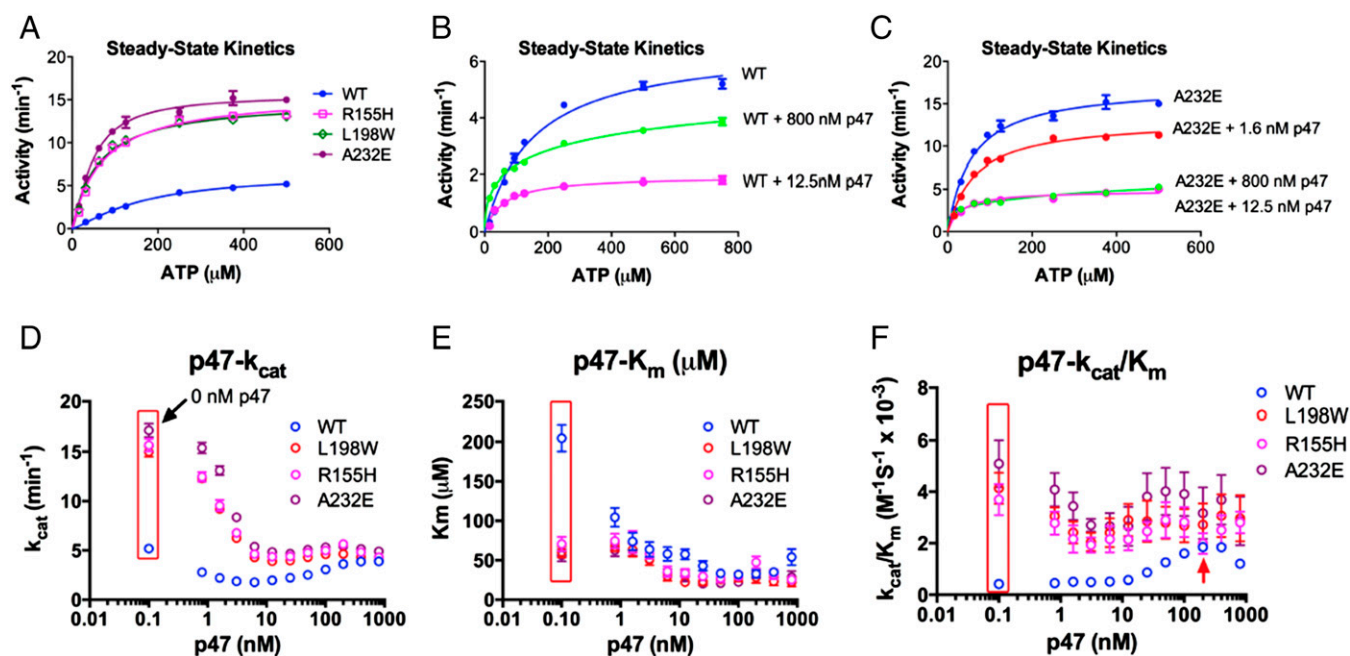 A
Steady-State Kinetics
Activity (min-1)
20
15
10
5
0
0
200
400
600
ATP (μM)
WT
R155H
L198W
A232E
B
Steady-State Kinetics
Activity (min-1)
6
4
2
0
0
200
400
600
800
ATP (μM)
WT
WT + 800 nM p47
WT + 12.5nM p47
C
Steady-State Kinetics
Activity (min-1)
20
15
10
5
0
0
200
400
600
ATP (μM)
A232E
A232E + 1.6 nM p47
A232E + 800 nM p47
A232E + 12.5 nM p47
D
p47-kcat
kcat (min-1)
20
15
10
5
0
0.01
0.1
1
10
100
1000
p47 (nM)
0 nM p47
WT
L198W
R155H
A232E
E
p47-Km (μM)
Km (μM)
250
200
150
100
50
0
0.01
0.1
1
10
100
1000
p47 (nM)
WT
L198W
R155H
A232E
F
p47-kcat/Km
kcat/Km (M-1S-1 x 10-3)
8
6
4
2
0
0.01
0.1
1
10
100
1000
p47 (nM)
WT
L198W
R155H
A232E